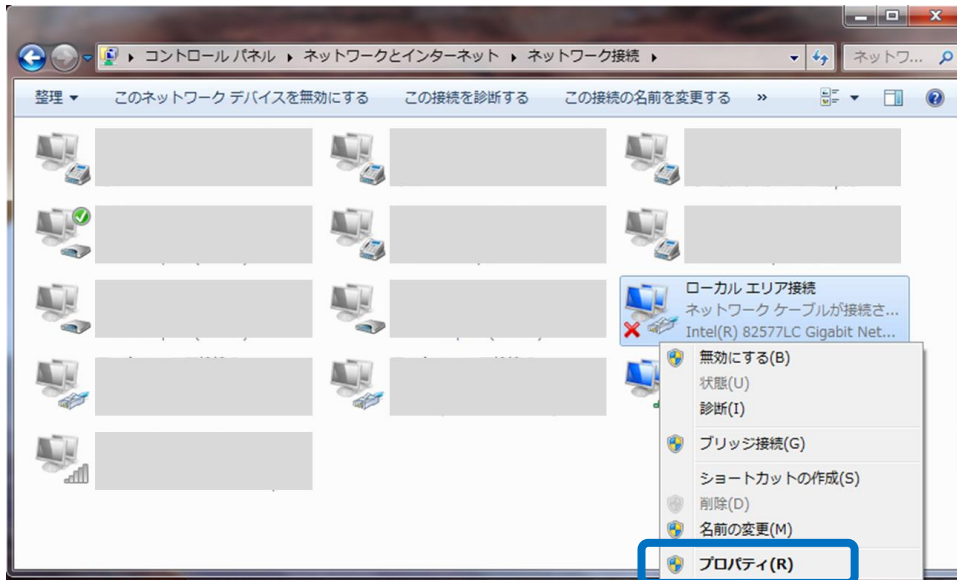 コントロール パネル ネットワークとインターネット ネットワーク接続 ネットワ...
整理 このネットワーク デバイスを無効にする この接続を診断する この接続の名前を変更する »
ローカル エリア接続
ネットワーク ケーブルが接続さ...
Intel(R) 82577LC Gigabit Net...
無効にする(B)
状態(U)
診断(I)
ブリッジ接続(G)
ショートカットの作成(S)
削除(D)
名前の変更(M)
プロパティ(R)